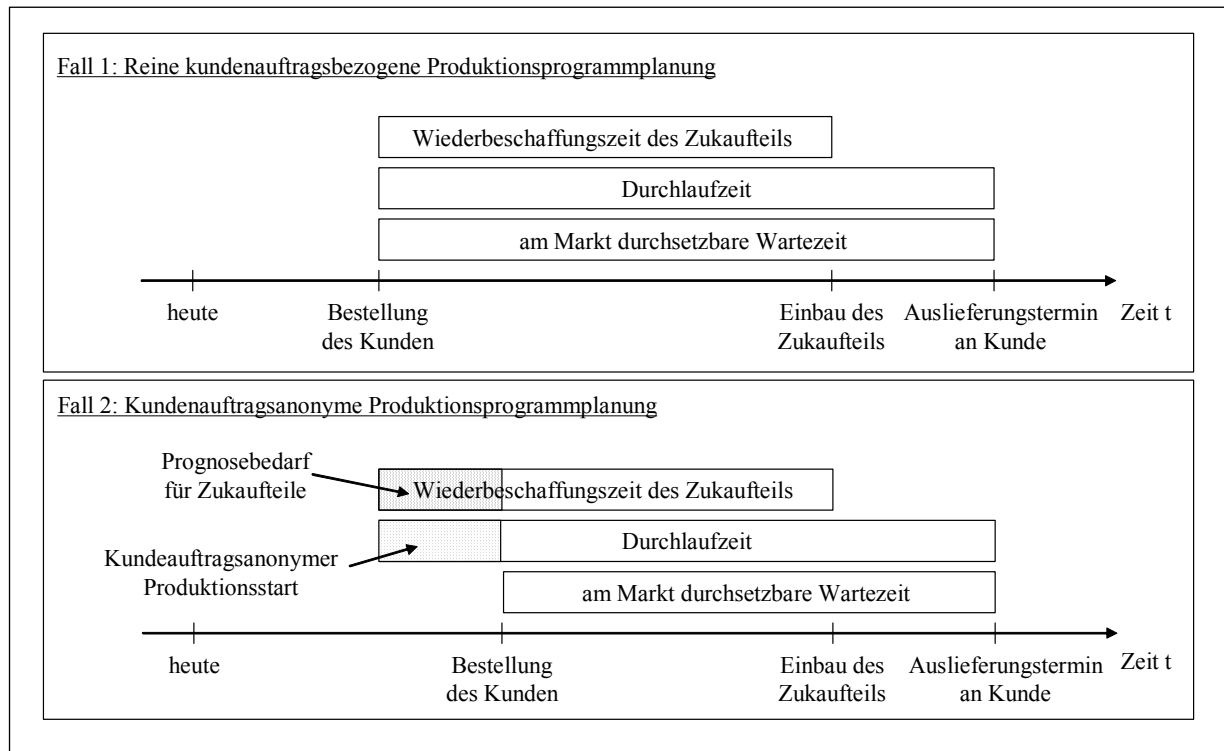 Fall 1: Reine kundenauftragsbezogene Produktionsprogrammplanung
Wiederbeschaffungszeit des Zukaufteils
Durchlaufzeit
am Markt durchsetzbare Wartezeit
heute
Bestellung
des Kunden
Einbau des
Zukaufteils
Auslieferungstermin
an Kunde
Zeit t
Fall 2: Kundenauftragsanonyme Produktionsprogrammplanung
Prognosebedarf
für Zukaufteile
Wiederbeschaffungszeit des Zukaufteils
Kundeauftragsanonymer
Produktionsstart
Durchlaufzeit
am Markt durchsetzbare Wartezeit
heute
Bestellung
des Kunden
Einbau des
Zukaufteils
Auslieferungstermin
an Kunde
Zeit t